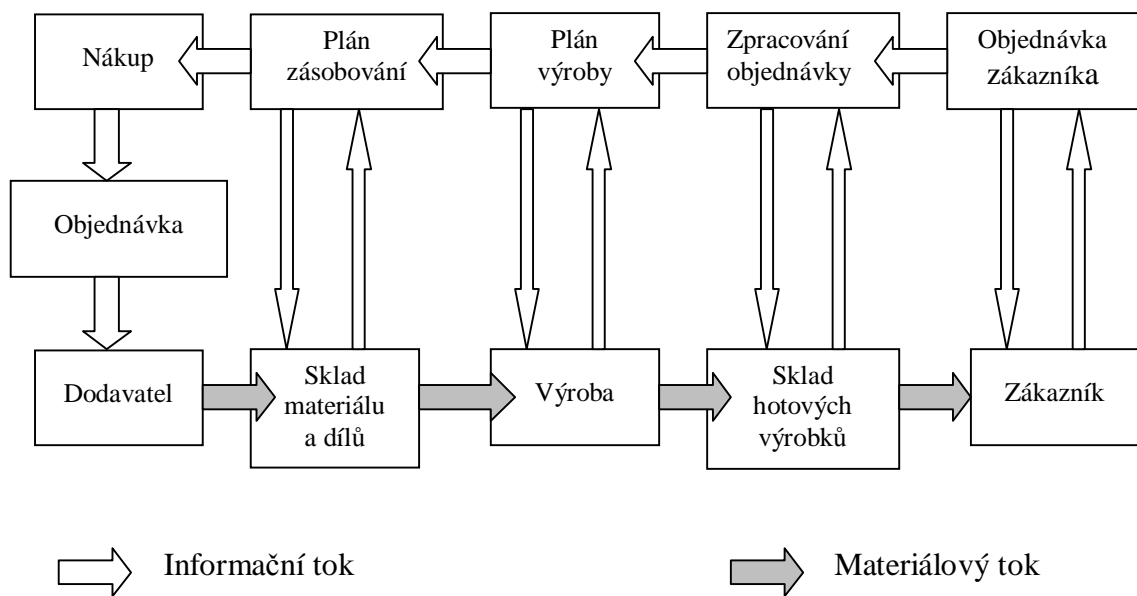 Nákup
Plán
zásobování
Plán
výroby
Zpracování
objednávky
Objednávka
zákazníka
Objednávka
Dodavatel
Sklad
materiálu
a dílů
Výroba
Sklad
hotových
výrobků
Zákazník
Informační tok
Materiálový tok